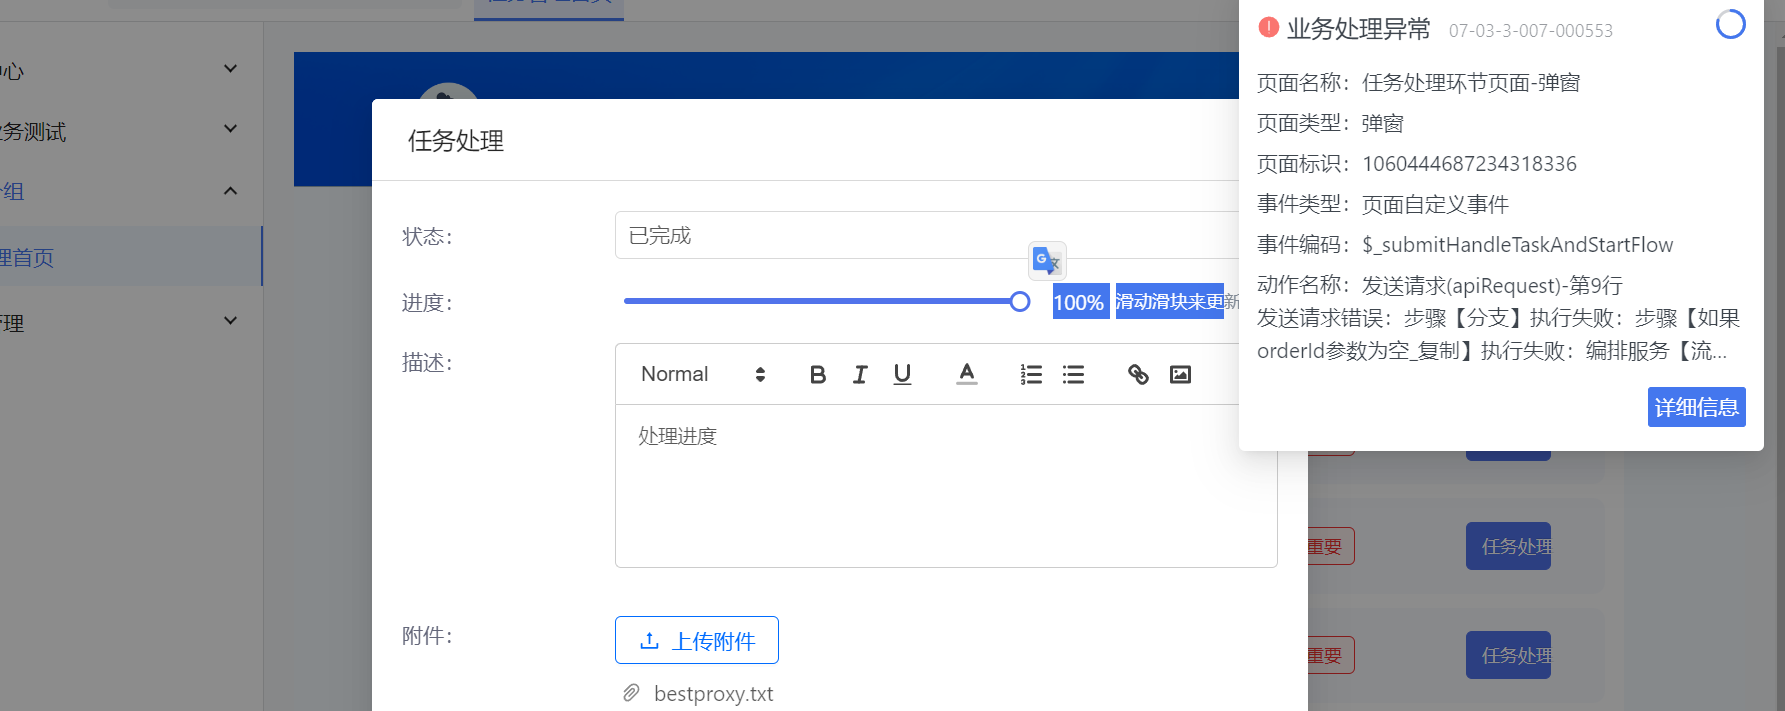 业务处理异常 07-03-3-007-000553
页面名称：任务处理环节页面-弹窗
页面类型：弹窗
页面标识：1060444687234318336
事件类型：页面自定义事件
事件编码：$_submitHandleTaskAndStartFlow
动作名称：发送请求(apiRequest)-第9行
发送请求错误：步骤【分支】执行失败：步骤【如果
orderId参数为空_复制】执行失败：编排服务【流...
详细信息
心
务测试
组
理首页
管理
任务处理
状态：
已完成
进度：
100% 滑动滑块来更新
描述：
Normal
处理进度
附件：
上传附件
bestproxy.txt
重要
任务处理
重要
任务处理